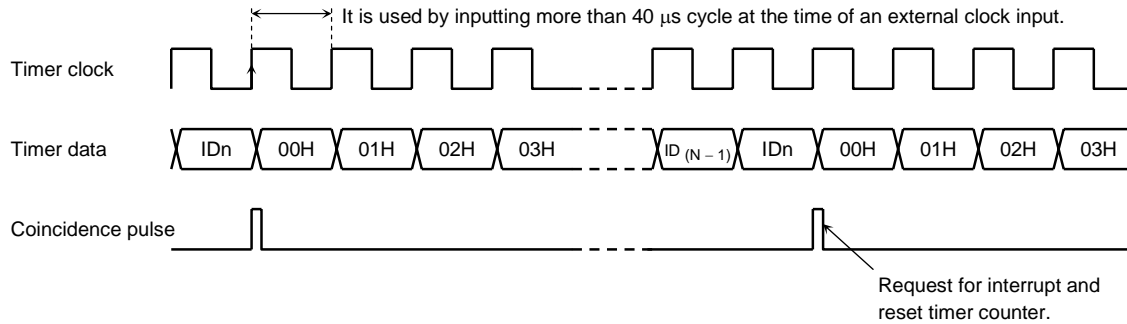 It is used by inputting more than 40 μs cycle at the time of an external clock input.
Timer clock
Timer data
IDn
00H
01H
02H
03H
ID (N − 1)
IDn
00H
01H
02H
03H
Coincidence pulse
Request for interrupt and
reset timer counter.